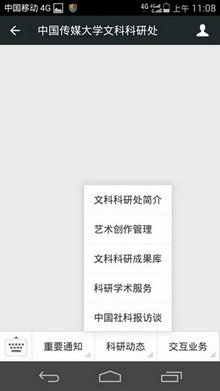 中国移动 4G 4G 上午 11:08
中国传媒大学文科科研处
文科科研处简介
艺术创作管理
文科科研成果库
科研学术服务
中国社科报访谈
重要通知 科研动态 交互业务